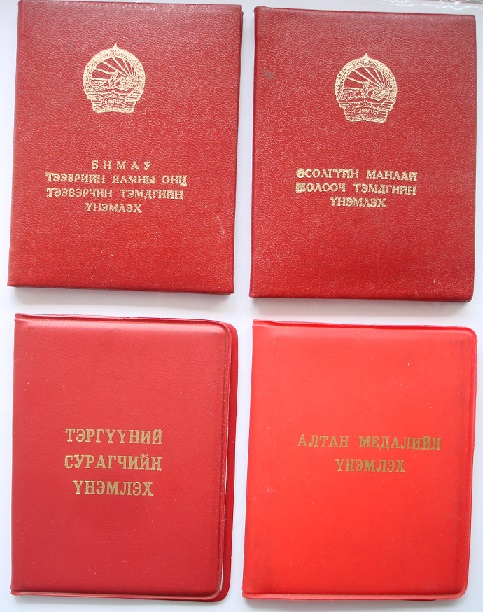 БНМАУ
ТЭЭВРИЙН ЯАМНЫ ОНЦ
ТЭЭВЭРЧИН ТЭМДГИЙН
ҮНЭМЛЭХ
ӨСОЛГҮЙН МАНЛАЙ
ЖОЛООЧ ТЭМДГИЙН
ҮНЭМЛЭХ
ТЭРГҮҮНИЙ
СУРАГЧИЙН
ҮНЭМЛЭХ
АЛТАН МЕДАЛИЙН
ҮНЭМЛЭХ